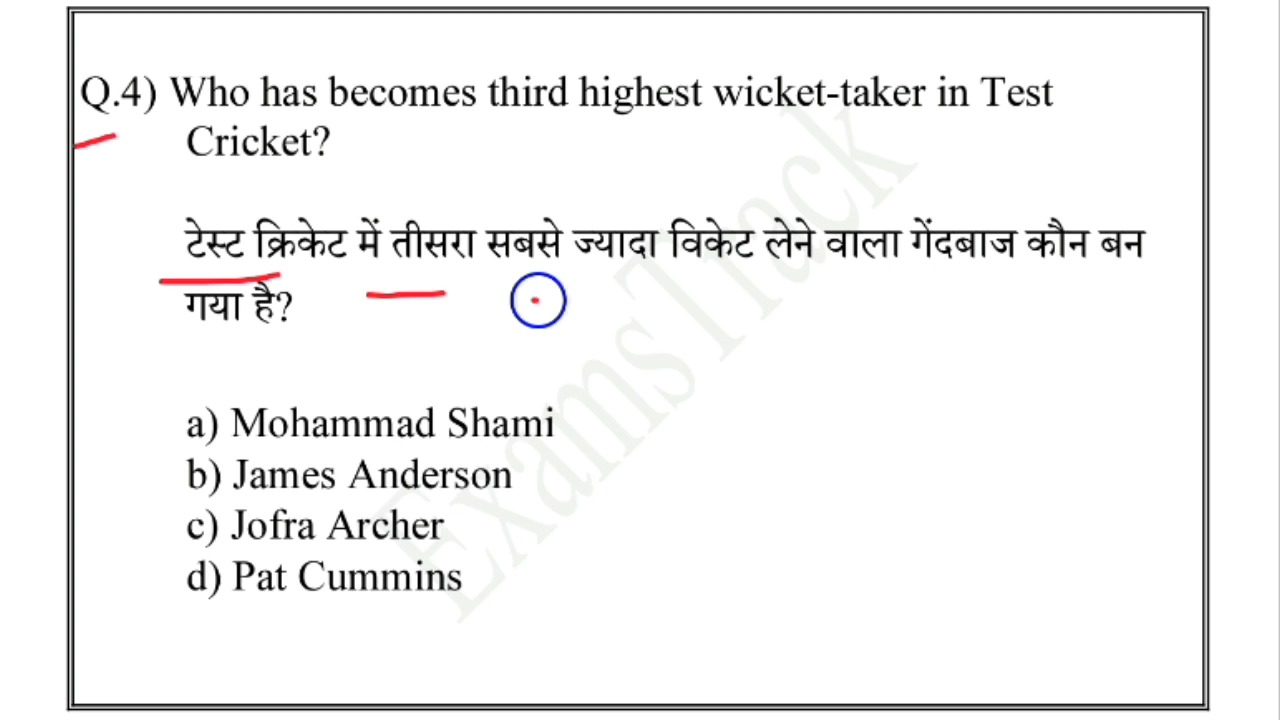 Q.4) Who has becomes third highest wicket-taker in Test
Cricket?
टेस्ट क्रिकेट में तीसरा सबसे ज्यादा विकेट लेने वाला गेंदबाज कौन बन
गया है?
a) Mohammad Shami
b) James Anderson
c) Jofra Archer
d) Pat Cummins
ExamsTrack